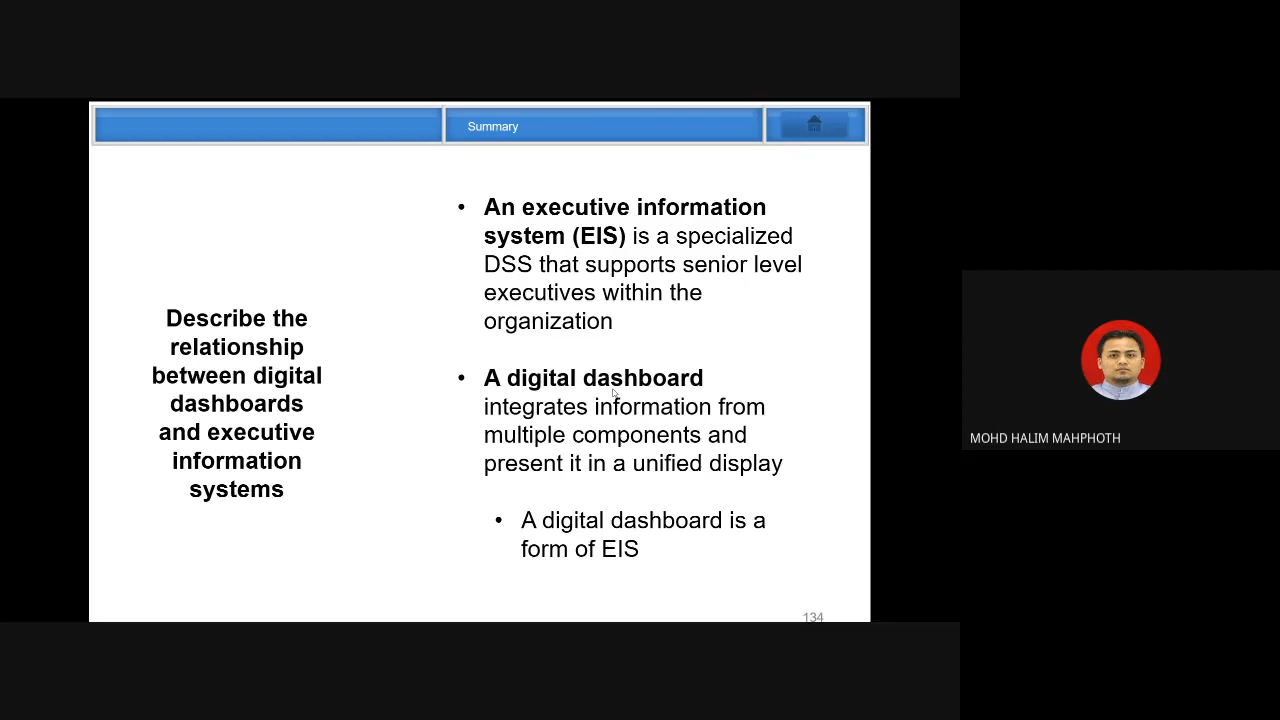 Summary
Describe the
relationship
between digital
dashboards
and executive
information
systems
• An executive information
system (EIS) is a specialized
DSS that supports senior level
executives within the
organization
• A digital dashboard
integrates information from
multiple components and
present it in a unified display
• A digital dashboard is a
form of EIS
134
MOHD HALIM MAHPHOTH